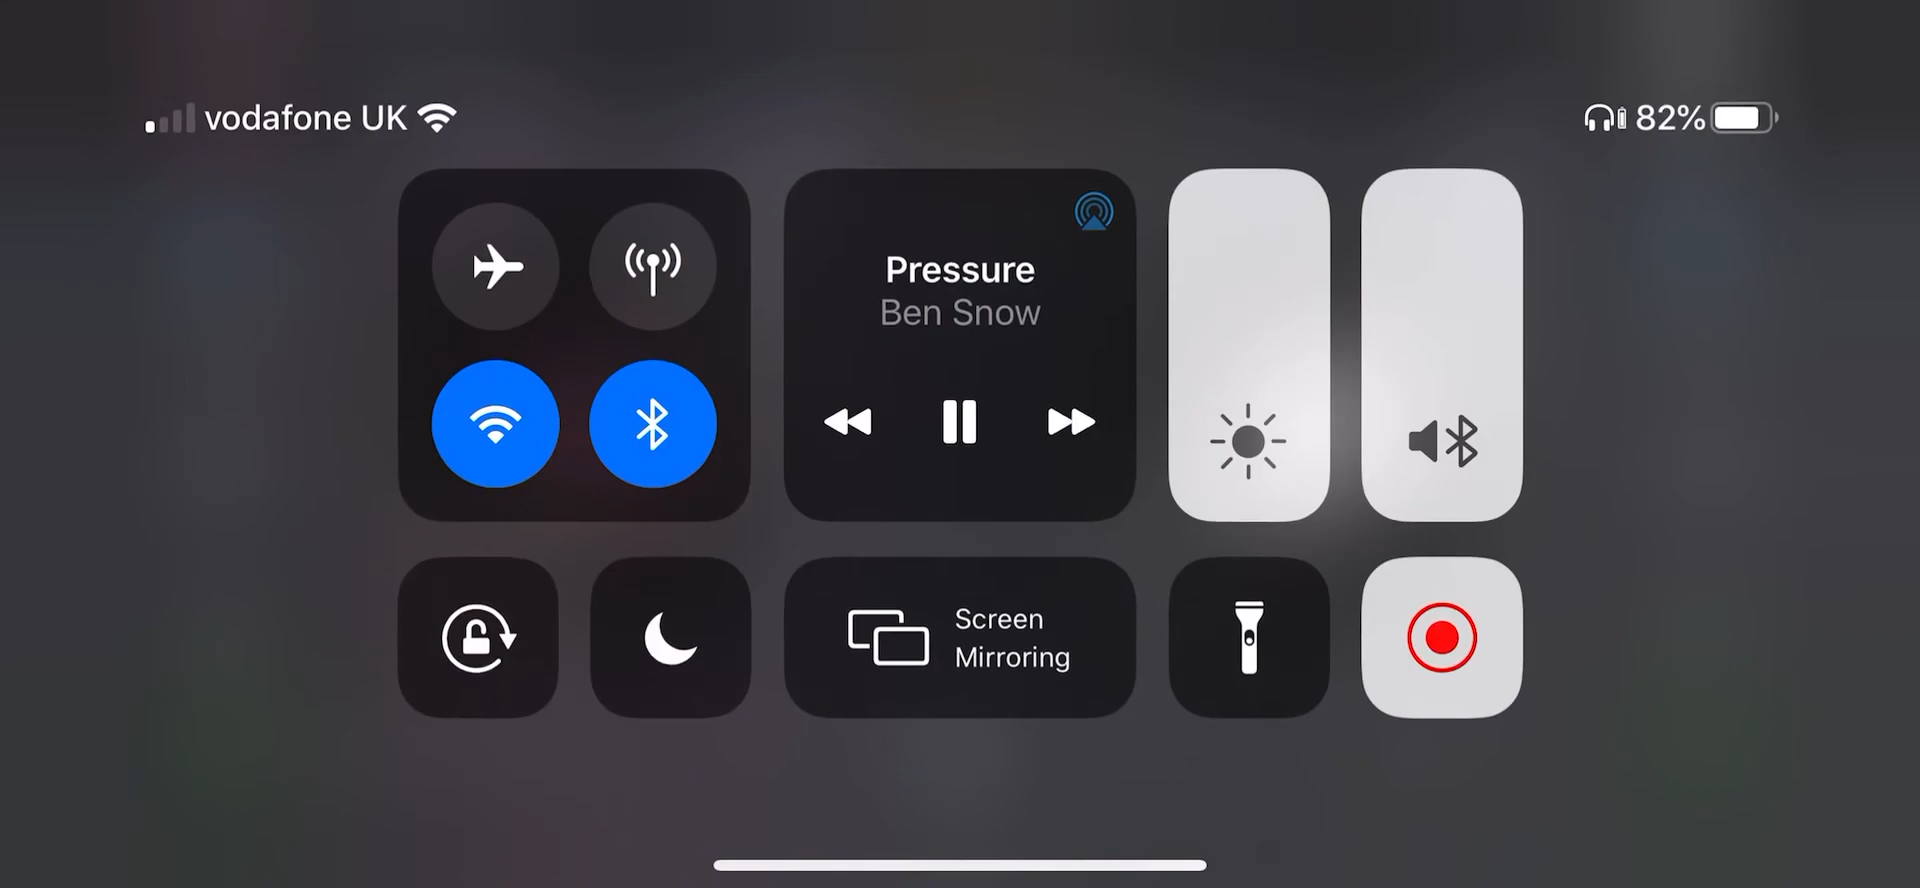 vodafone UK
82%
Pressure
Ben Snow
Screen
Mirroring